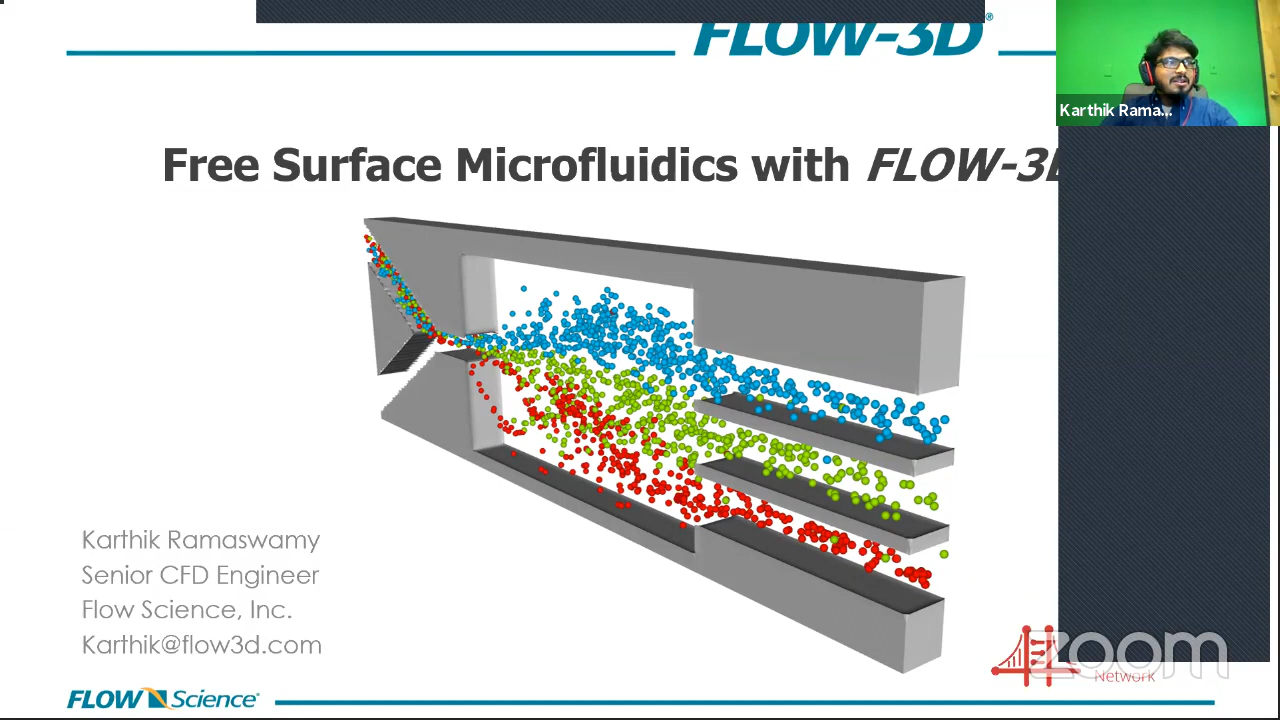 FLOW-3D®
Karthik Rama...
Free Surface Microfluidics with FLOW-3D
Karthik Ramaswamy
Senior CFD Engineer
Flow Science, Inc.
Karthik@flow3d.com
FLOW Science
zoom
Network